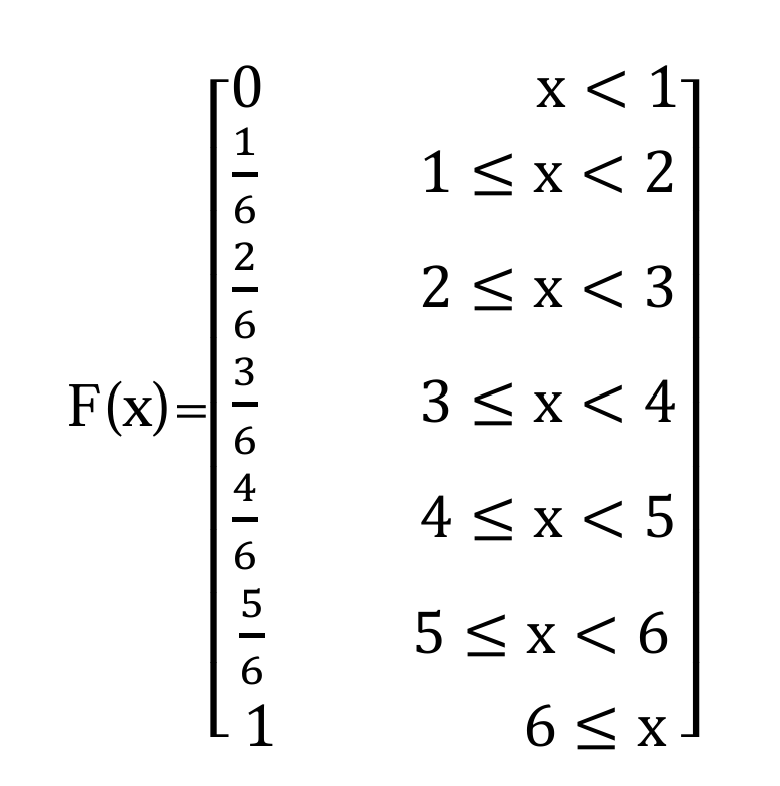 F(x)=
0 x < 1
1/6 1 ≤ x < 2
2/6 2 ≤ x < 3
3/6 3 ≤ x < 4
4/6 4 ≤ x < 5
5/6 5 ≤ x < 6
1 6 ≤ x